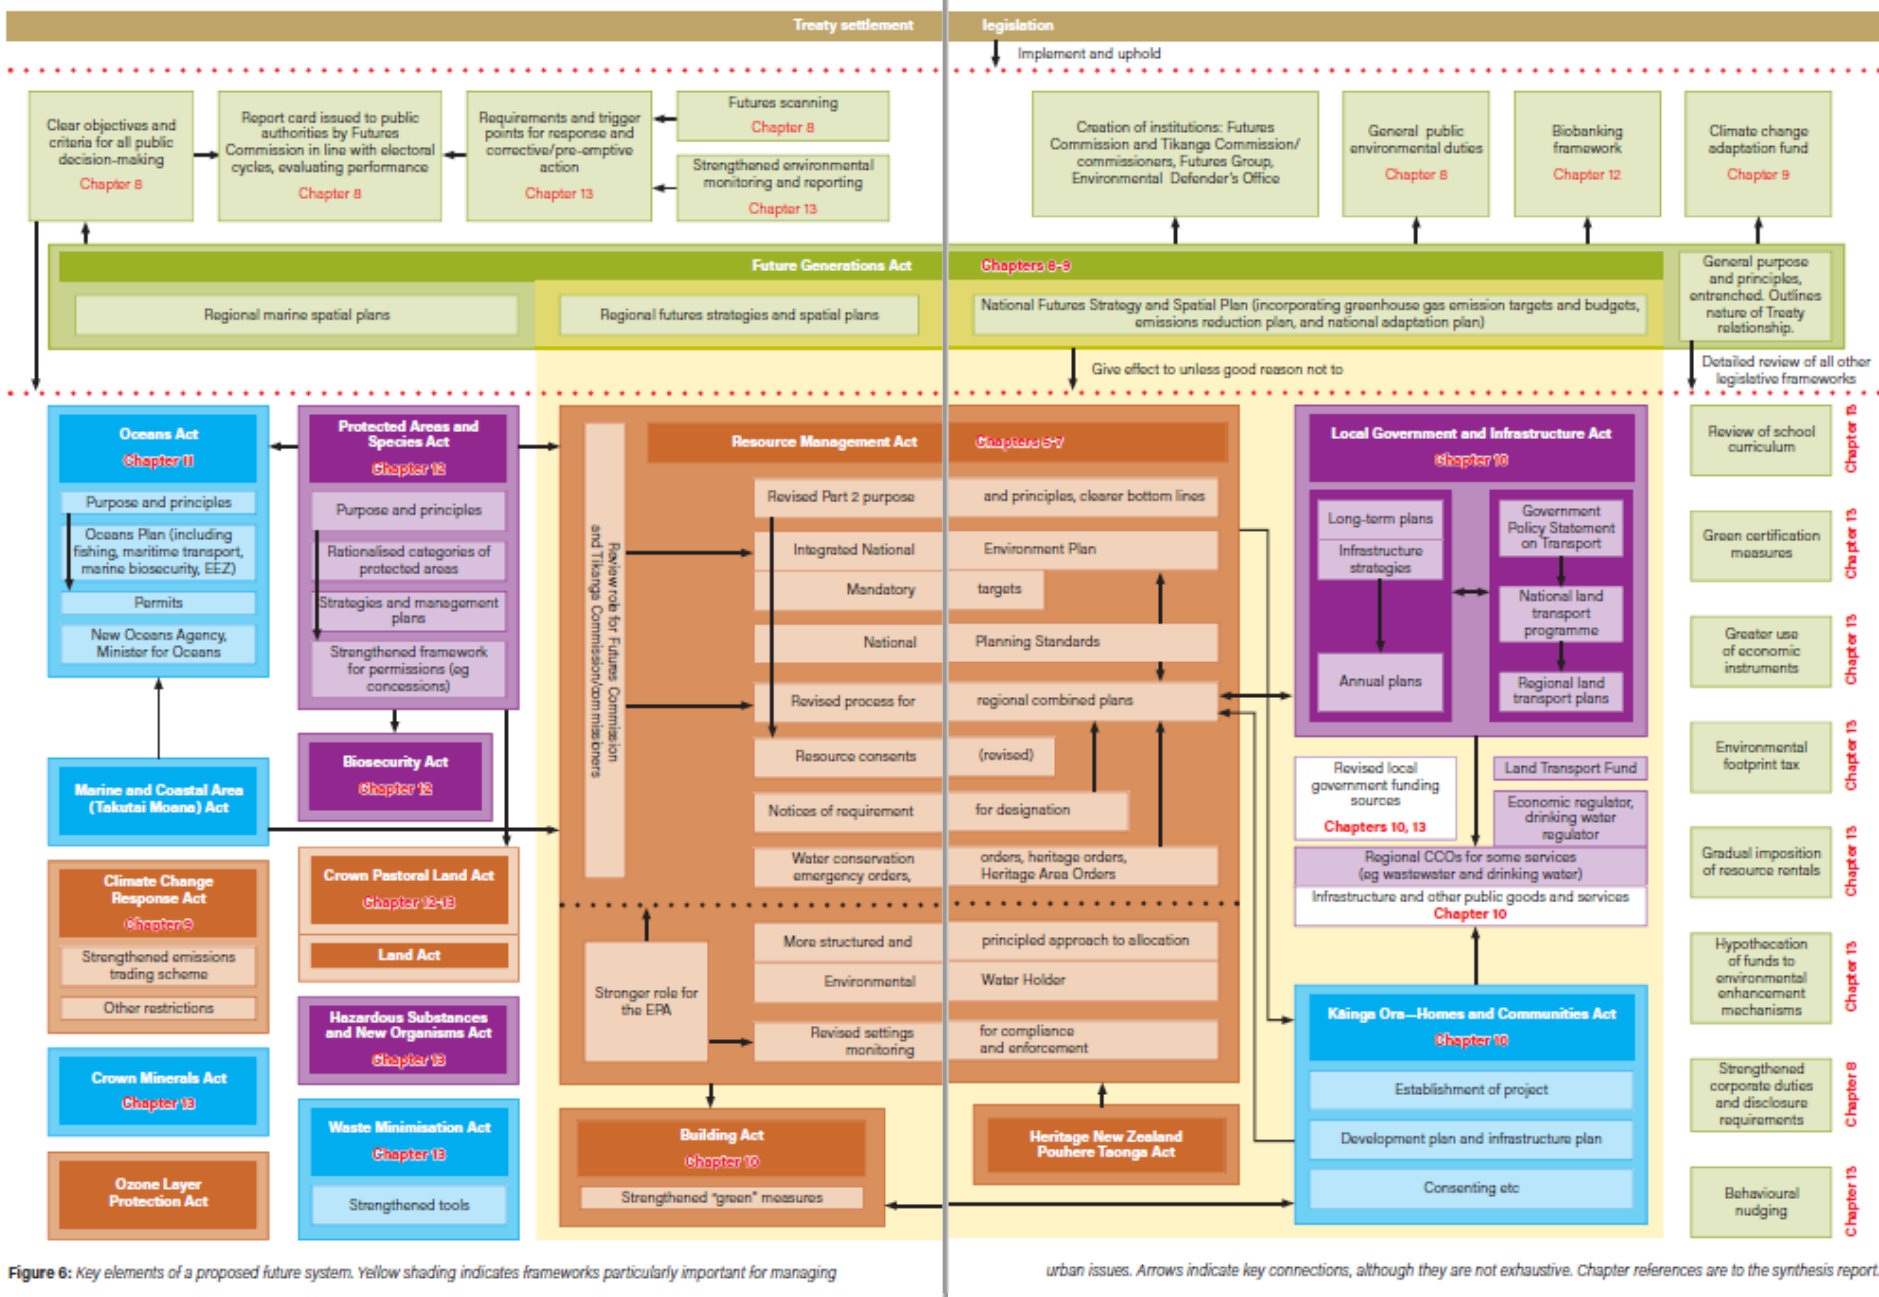 Treaty settlement legislation
Implement and uphold
Clear objectives and
criteria for all public
decision-making
Chapter 8
Report card issued to public
authorities by Futures
Commission in line with electoral
cycles, evaluating performance
Chapter 8
Requirements and trigger
points for response and
corrective/pre-emptive
action
Chapter 13
Futures scanning
Chapter 8
Strengthened environmental
monitoring and reporting
Chapter 13
Creation of institutions: Futures
Commission and Tikanga Commission/
commissioners, Futures Group,
Environmental Defender's Office
General public
environmental duties
Chapter 8
Biobanking
framework
Chapter 12
Climate change
adaptation fund
Chapter 9
Future Generations Act Chapters 8-9
Regional marine spatial plans
Regional futures strategies and spatial plans
National Futures Strategy and Spatial Plan (incorporating greenhouse gas emission targets and budgets,
emissions reduction plan, and national adaptation plan)
General purpose
and principles,
entrenched. Outlines
nature of Treaty
relationship.
Give effect to unless good reason not to
Detailed review of all other
legislative frameworks
Oceans Act
Chapter 11
Purpose and principles
Oceans Plan (including
fishing, maritime transport,
marine biosecurity, EEZ)
Permits
New Oceans Agency,
Minister for Oceans
Marine and Coastal Area
(Takutai Moana) Act
Climate Change
Response Act
Chapter 9
Strengthened emissions
trading scheme
Other restrictions
Crown Minerals Act
Chapter 13
Ozone Layer
Protection Act
Protected Areas and
Species Act
Chapter 12
Purpose and principles
Rationalised categories of
protected areas
Strategies and management
plans
Strengthened framework
for permissions (eg
concessions)
Biosecurity Act
Chapter 12
Crown Pastoral Land Act
Chapter 12-13
Land Act
Hazardous Substances
and New Organisms Act
Chapter 13
Waste Minimisation Act
Chapter 13
Strengthened tools
Resource Management Act Chapters 5-7
Review role for Futures Commission
and Tikanga Commission/commissioners
Revised Part 2 purpose and principles, clearer bottom lines
Integrated National Environment Plan
Mandatory targets
National Planning Standards
Revised process for regional combined plans
Resource consents (revised)
Notices of requirement for designation
Water conservation orders, heritage orders,
emergency orders, Heritage Area Orders
Stronger role for
the EPA
More structured and principled approach to allocation
Environmental Water Holder
Revised settings for compliance
monitoring and enforcement
Building Act
Chapter 10
Strengthened "green" measures
Heritage New Zealand
Pouhere Taonga Act
Local Government and Infrastructure Act
Chapter 10
Long-term plans
Infrastructure
strategies
Annual plans
Government
Policy Statement
on Transport
National land
transport
programme
Regional land
transport plans
Revised local
government funding
sources
Chapters 10, 13
Land Transport Fund
Economic regulator,
drinking water
regulator
Regional CCOs for some services
(eg wastewater and drinking water)
Infrastructure and other public goods and services
Chapter 10
Kāinga Ora—Homes and Communities Act
Chapter 10
Establishment of project
Development plan and infrastructure plan
Consenting etc
Review of school
curriculum
Chapter 13
Green certification
measures
Chapter 13
Greater use
of economic
instruments
Chapter 13
Environmental
footprint tax
Chapter 13
Gradual imposition
of resource rentals
Chapter 13
Hypothecation
of funds to
environmental
enhancement
mechanisms
Chapter 13
Strengthened
corporate duties
and disclosure
requirements
Chapter 8
Behavioural
nudging
Chapter 13
Figure 6: Key elements of a proposed future system. Yellow shading indicates frameworks particularly important for managing urban issues. Arrows indicate key connections, although they are not exhaustive. Chapter references are to the synthesis report.